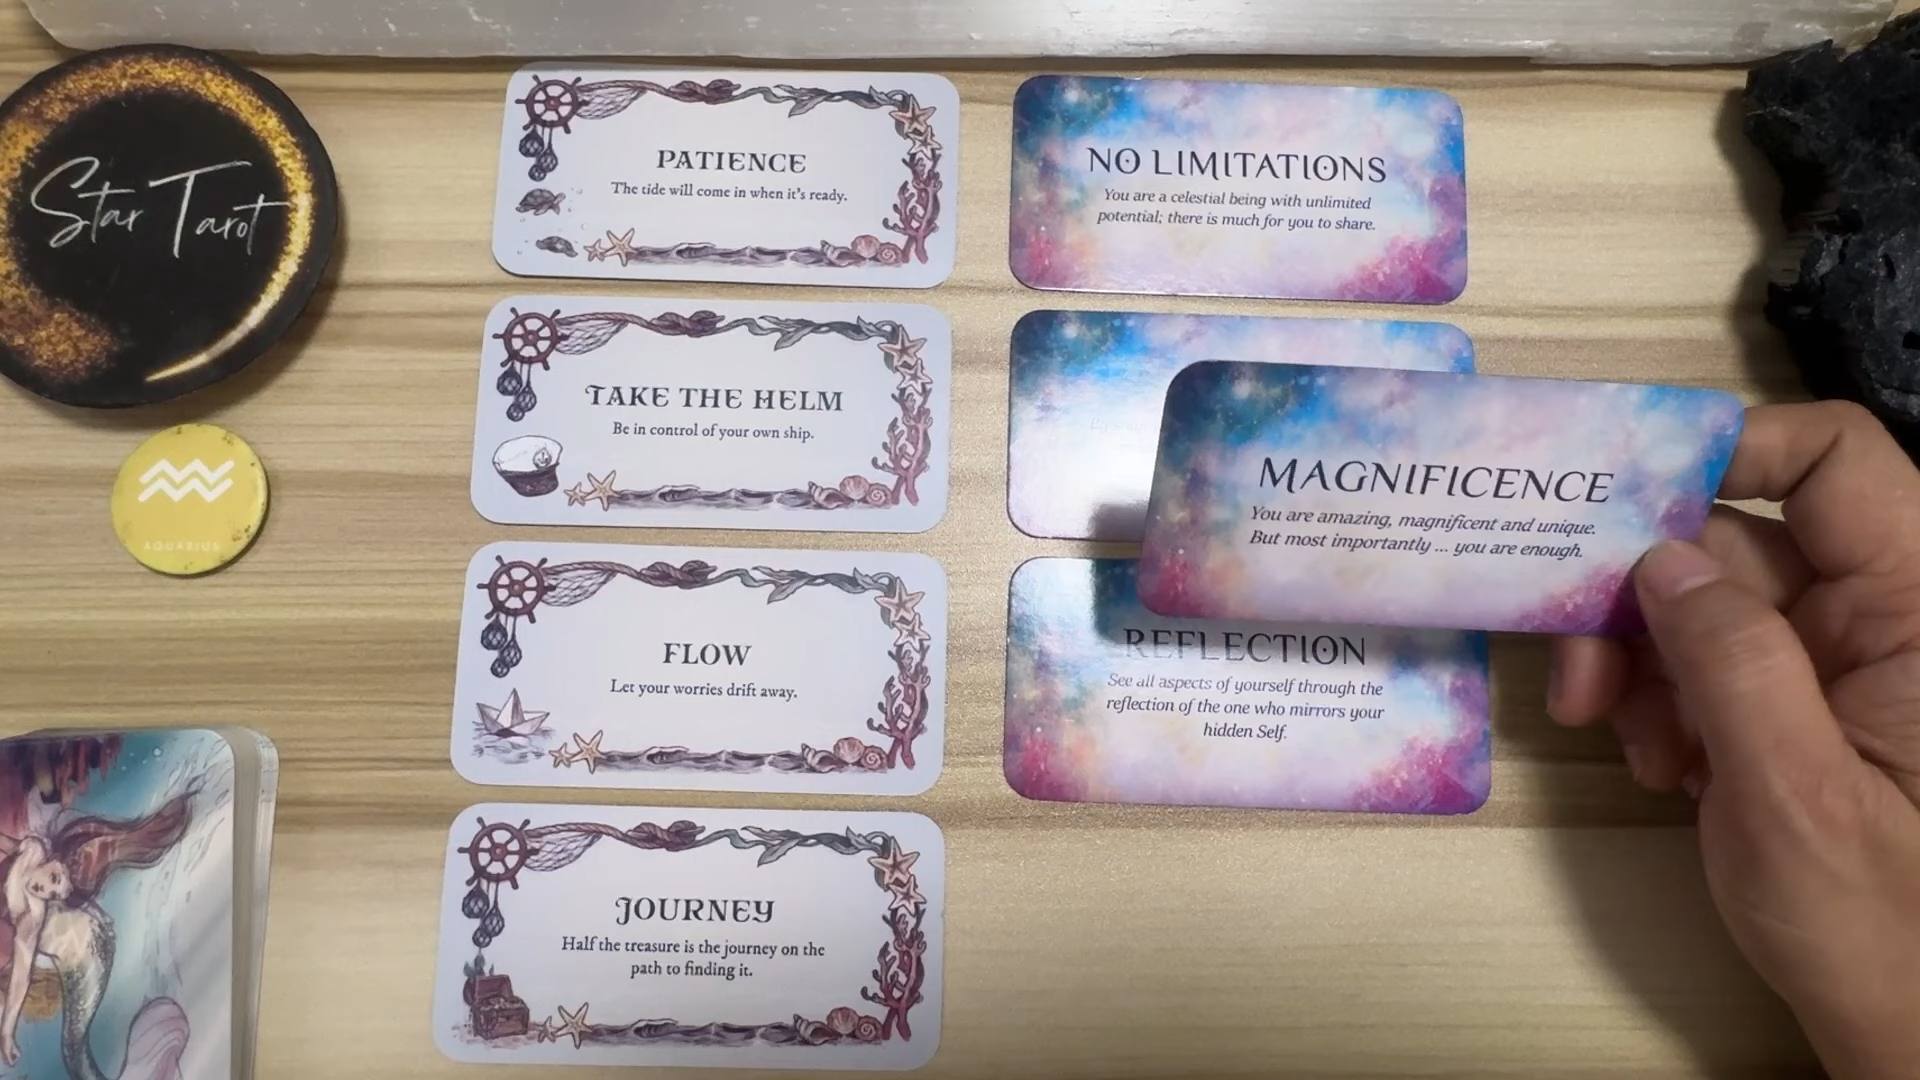 Star Tarot
AQUARIUS
PATIENCE
The tide will come in when it's ready.
TAKE THE HELM
Be in control of your own ship.
FLOW
Let your worries drift away.
JOURNEY
Half the treasure is the journey on the
path to finding it.
NO LIMITATIONS
You are a celestial being with unlimited
potential; there is much for you to share.
MAGNIFICENCE
You are amazing, magnificent and unique.
But most importantly ... you are enough.
REFLECTION
See all aspects of yourself through the
reflection of the one who mirrors your
hidden Self.